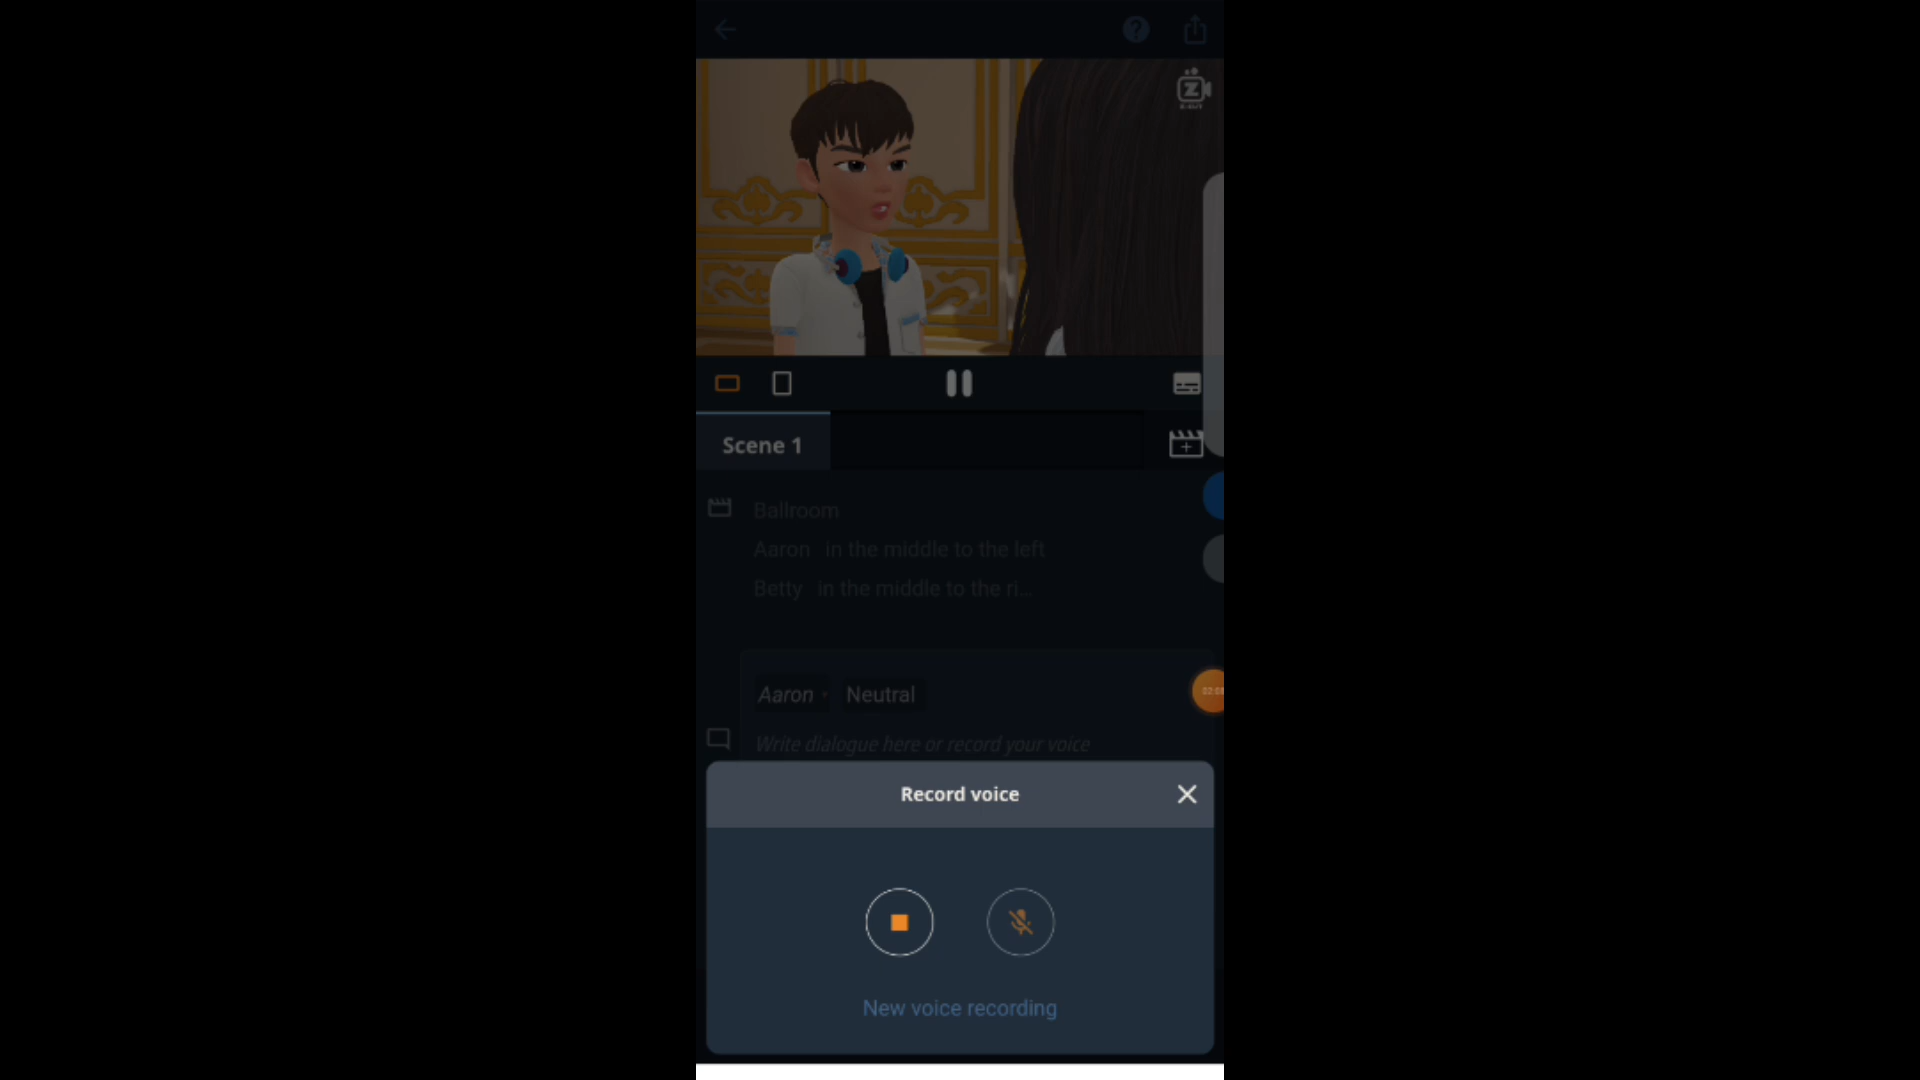 Scene 1
Ballroom
Aaron in the middle to the left
Betty in the middle to the ri...
Aaron Neutral
Write dialogue here or record your voice
Record voice
New voice recording